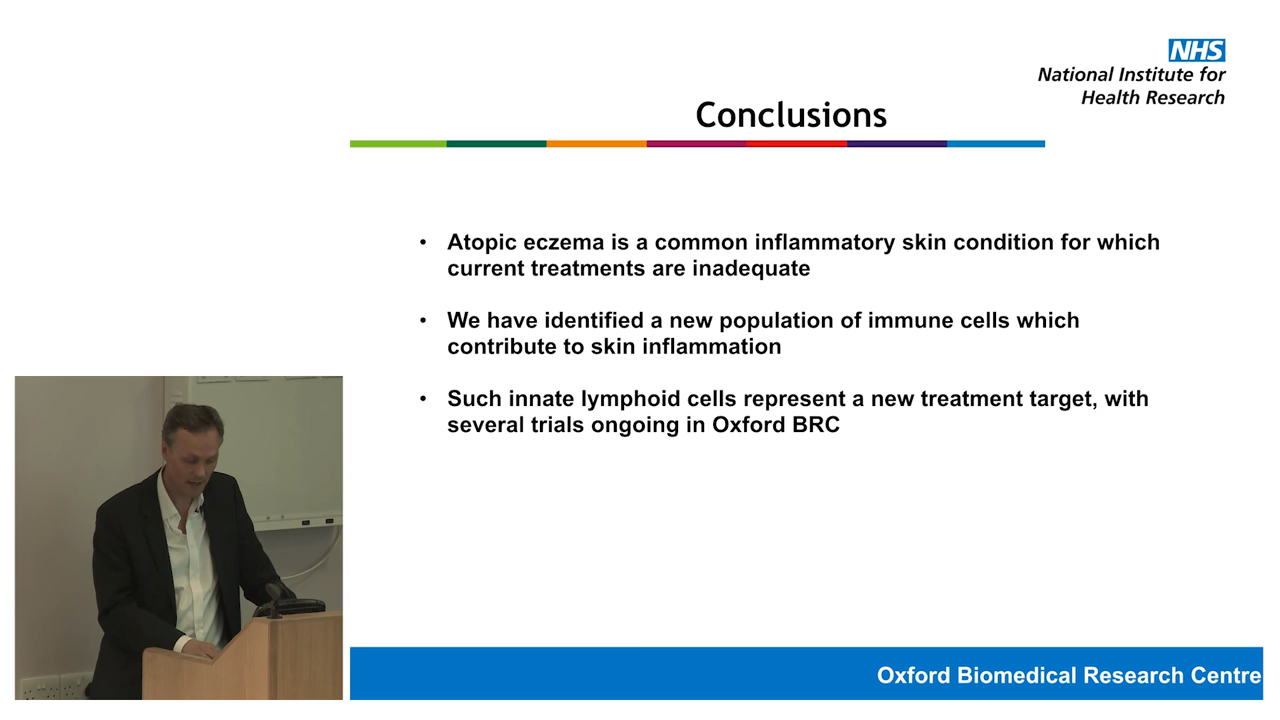 NHS
National Institute for
Health Research
Conclusions
• Atopic eczema is a common inflammatory skin condition for which
current treatments are inadequate
• We have identified a new population of immune cells which
contribute to skin inflammation
• Such innate lymphoid cells represent a new treatment target, with
several trials ongoing in Oxford BRC
Oxford Biomedical Research Centre